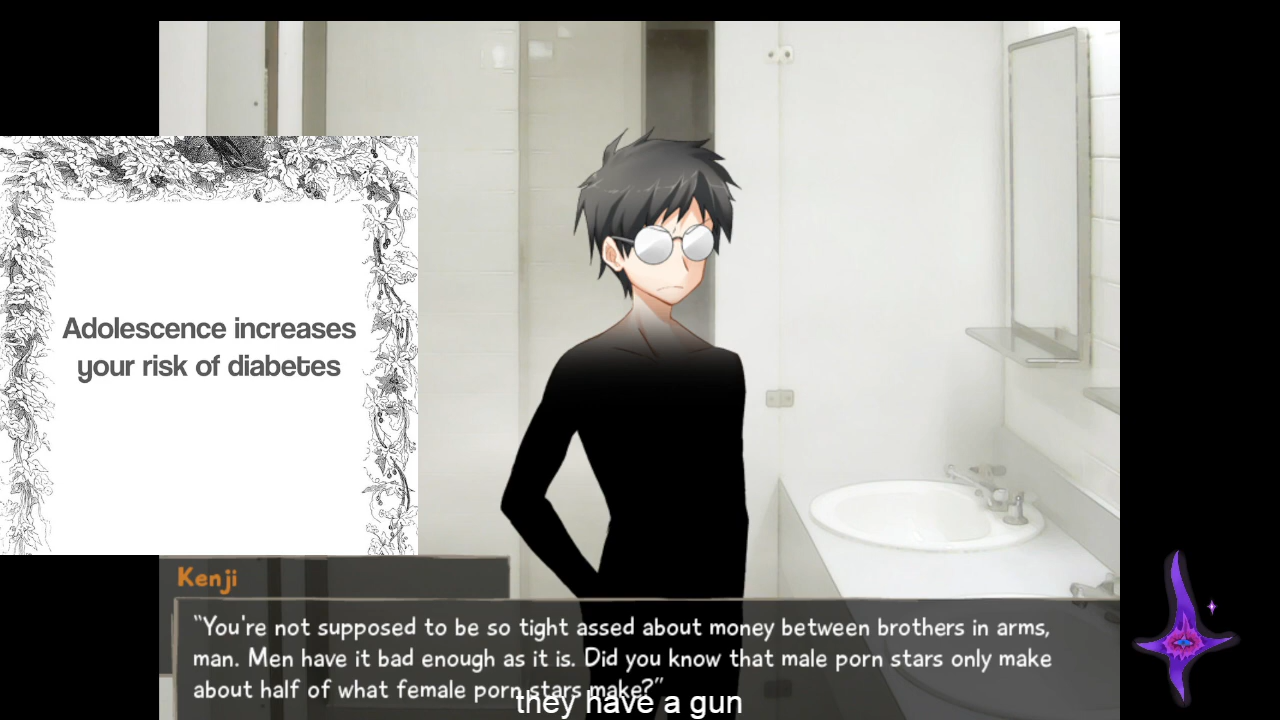 Adolescence increases
your risk of diabetes
Kenji
“You're not supposed to be so tight assed about money between brothers in arms,
man. Men have it bad enough as it is. Did you know that male porn stars only make
about half of what female porn stars make?”
they have a gun